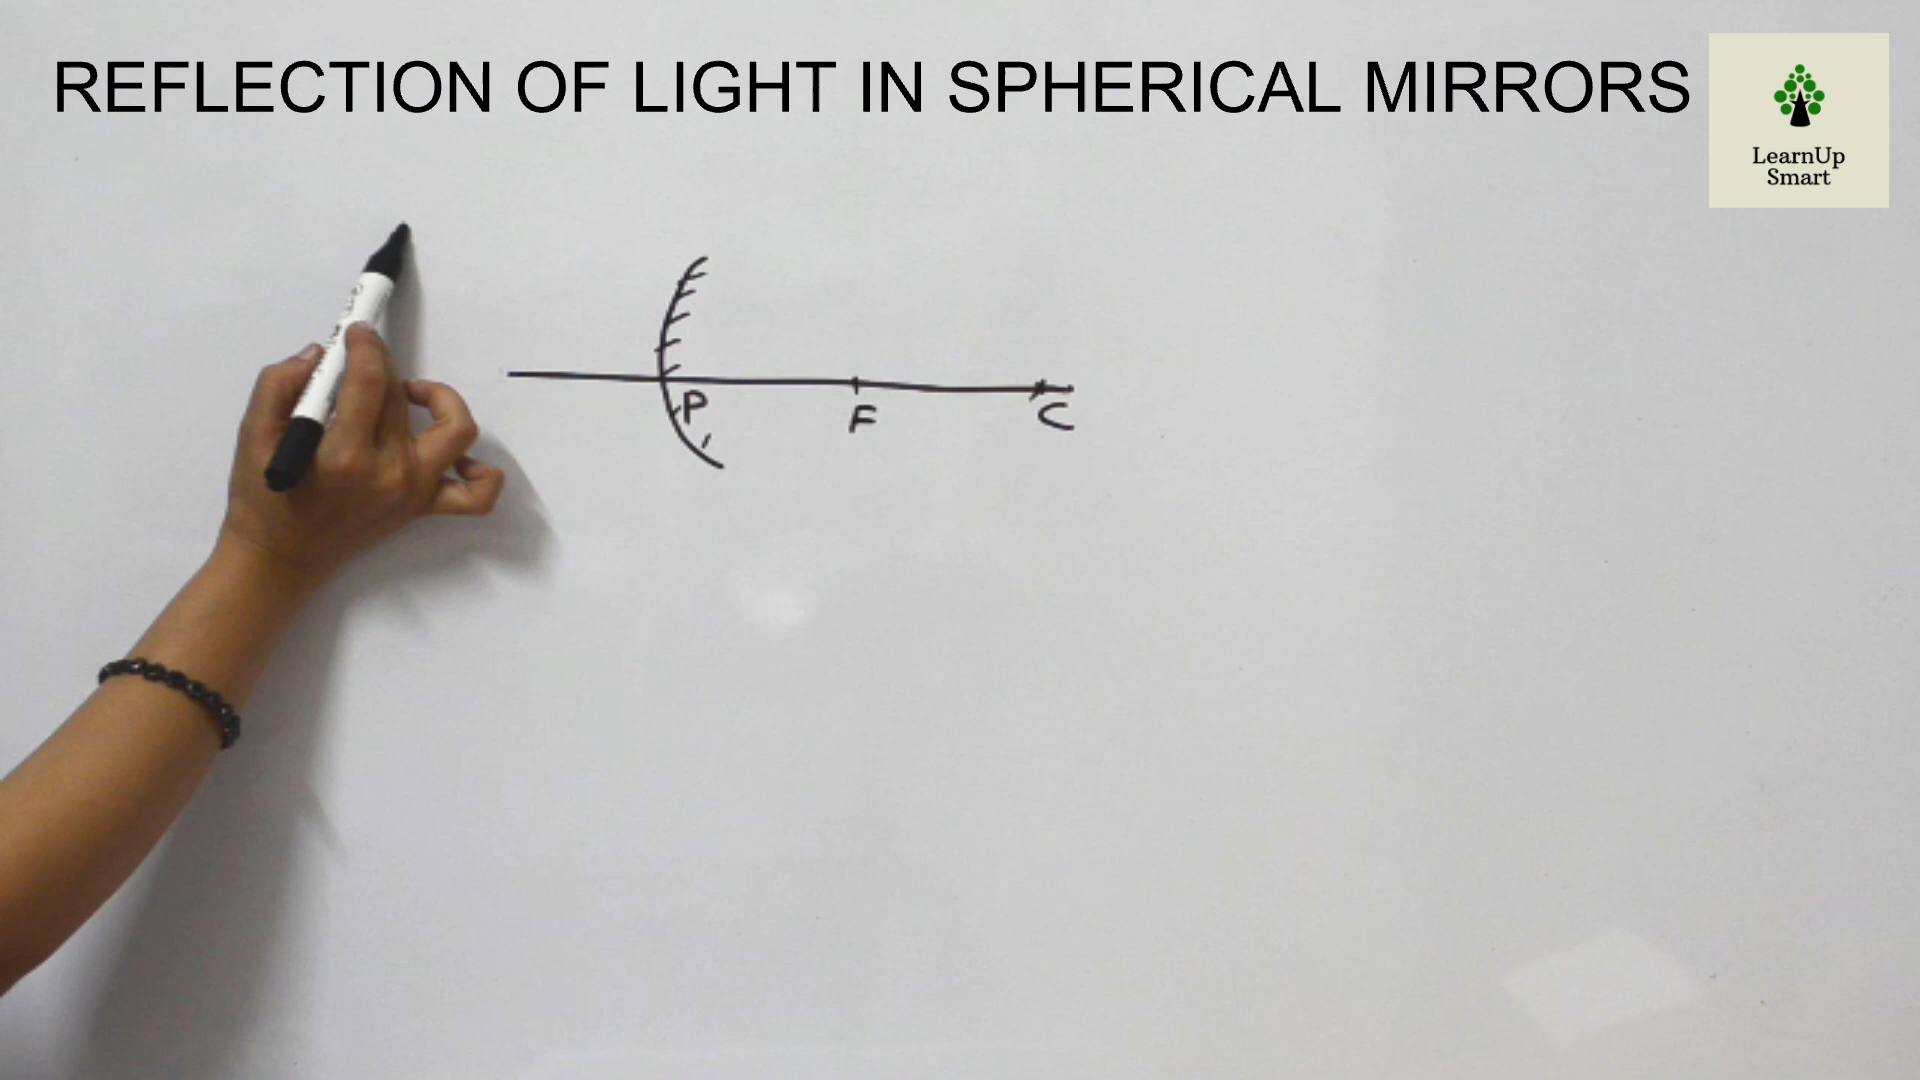 REFLECTION OF LIGHT IN SPHERICAL MIRRORS
LearnUp
Smart
P
F
C